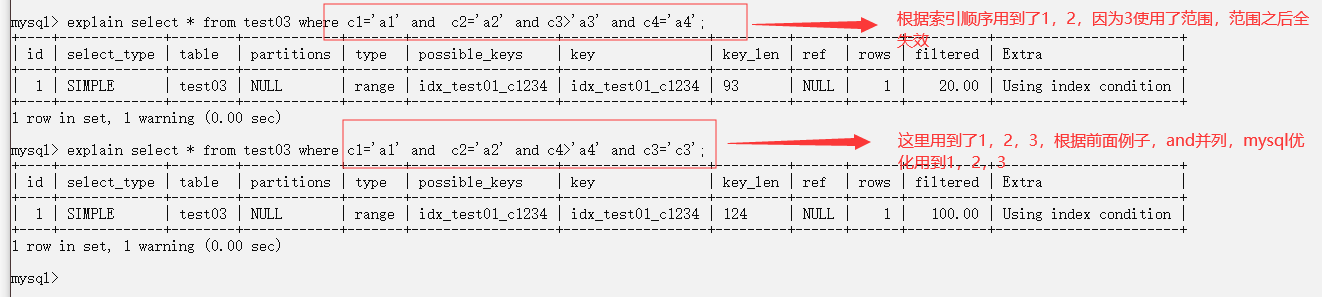 mysql> explain select * from test03 where c1='a1' and  c2='a2' and c3>'a3' and c4='a4';
根据索引顺序用到了1，2，因为3使用了范围，范围之后全
失效
| id | select_type | table  | partitions | type  | possible_keys    | key              | key_len | ref  | rows | filtered | Extra                 |
|  1 | SIMPLE      | test03 | NULL       | range | idx_test01_c1234 | idx_test01_c1234 | 93      | NULL |    1 |    20.00 | Using index condition |
1 row in set, 1 warning (0.00 sec)
mysql> explain select * from test03 where c1='a1' and  c2='a2' and c4>'a4' and c3='c3';
这里用到了1，2，3，根据前面例子，and并列，mysql优
化用到1，2，3
| id | select_type | table  | partitions | type  | possible_keys    | key              | key_len | ref  | rows | filtered | Extra                 |
|  1 | SIMPLE      | test03 | NULL       | range | idx_test01_c1234 | idx_test01_c1234 | 124     | NULL |    1 |   100.00 | Using index condition |
1 row in set, 1 warning (0.00 sec)
mysql>